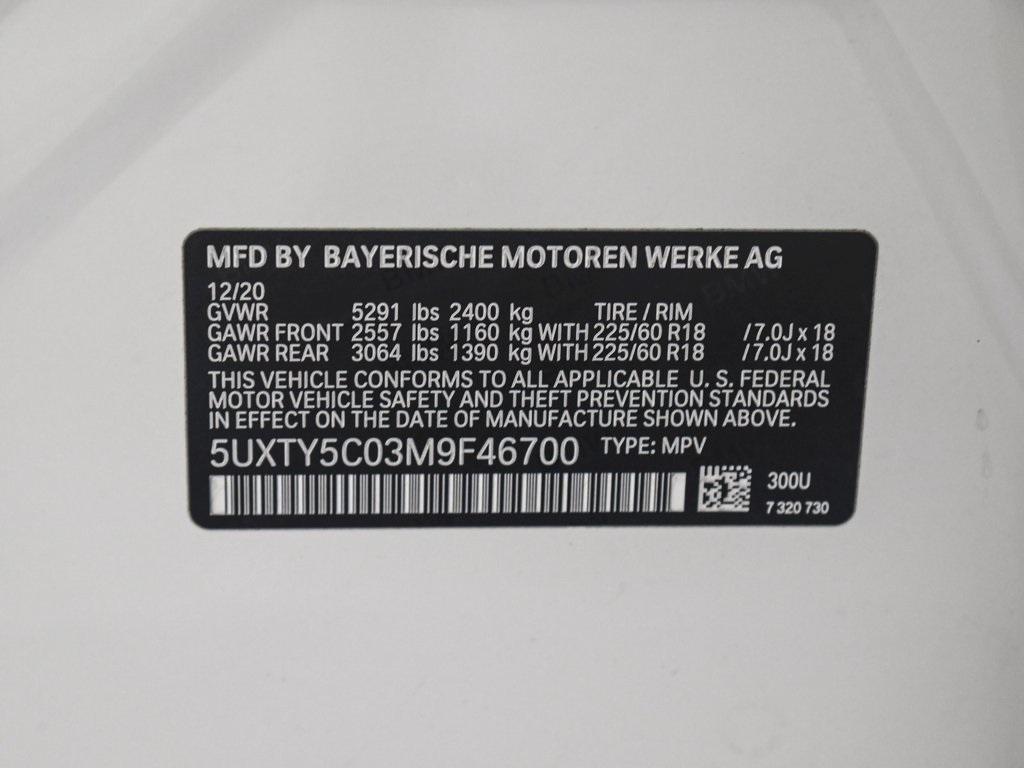 MFD BY BAYERISCHE MOTOREN WERKE AG
12/20
GVWR 5291 lbs 2400 kg TIRE / RIM
GAWR FRONT 2557 lbs 1160 kg WITH 225/60 R18 / 7.0J x 18
GAWR REAR 3064 lbs 1390 kg WITH 225/60 R18 / 7.0J x 18
THIS VEHICLE CONFORMS TO ALL APPLICABLE U. S. FEDERAL
MOTOR VEHICLE SAFETY AND THEFT PREVENTION STANDARDS
IN EFFECT ON THE DATE OF MANUFACTURE SHOWN ABOVE.
5UXTY5C03M9F46700 TYPE: MPV
300U
7 320 730